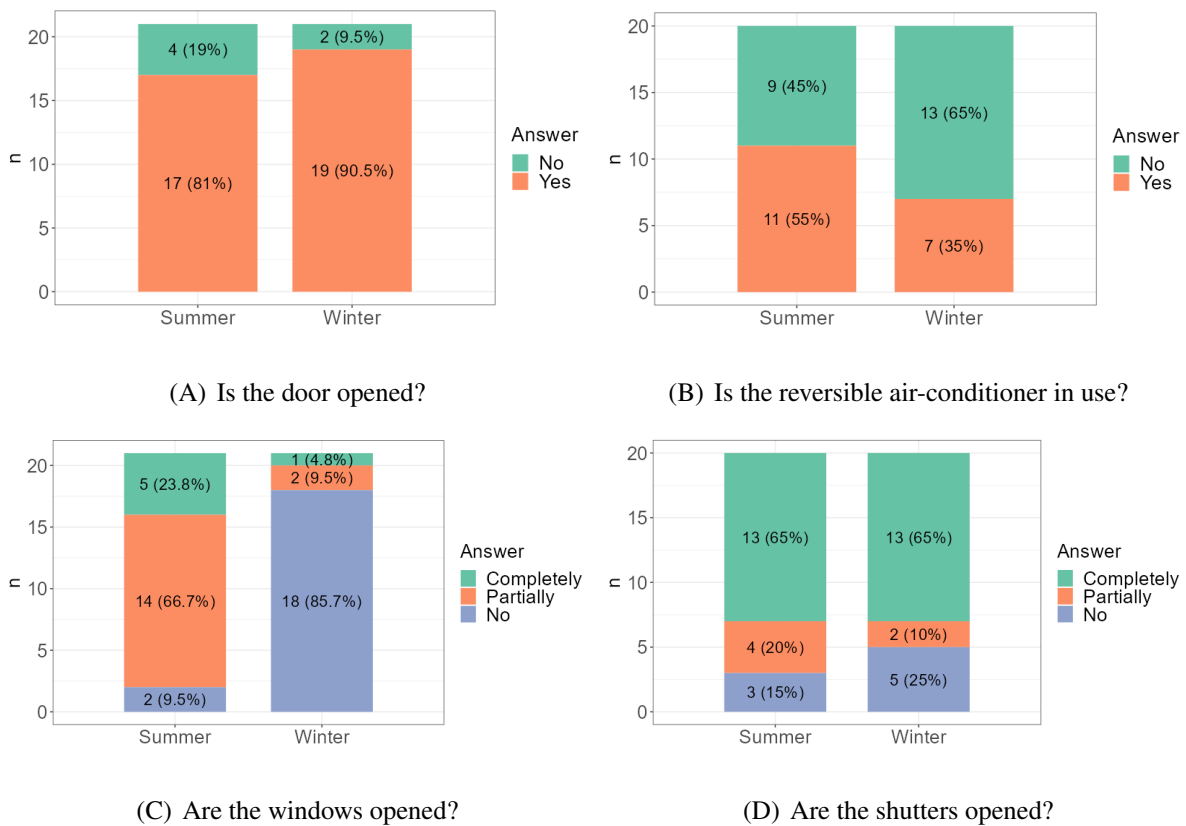 20
15
10
5
0
n
4 (19%)
17 (81%)
2 (9.5%)
19 (90.5%)
Summer
Winter
Answer
No
Yes
(A) Is the door opened?
20
15
10
5
0
n
9 (45%)
11 (55%)
13 (65%)
7 (35%)
Summer
Winter
Answer
No
Yes
(B) Is the reversible air-conditioner in use?
20
15
10
5
0
n
5 (23.8%)
14 (66.7%)
2 (9.5%)
1 (4.8%)
2 (9.5%)
18 (85.7%)
Summer
Winter
Answer
Completely
Partially
No
(C) Are the windows opened?
20
15
10
5
0
n
13 (65%)
4 (20%)
3 (15%)
13 (65%)
2 (10%)
5 (25%)
Summer
Winter
Answer
Completely
Partially
No
(D) Are the shutters opened?